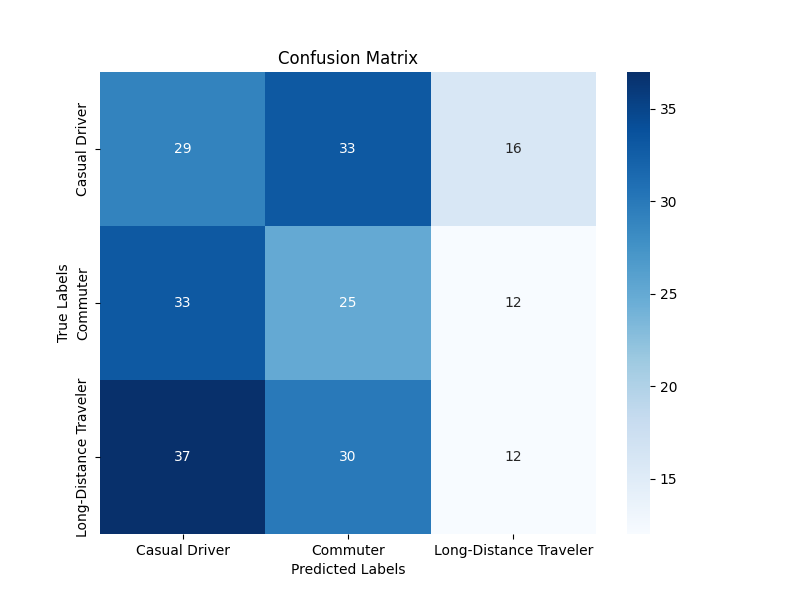 Confusion Matrix
True Labels
Casual Driver
29 33 16
Commuter
33 25 12
Long-Distance Traveler
37 30 12
Casual Driver Commuter Long-Distance Traveler
Predicted Labels
35
30
25
20
15